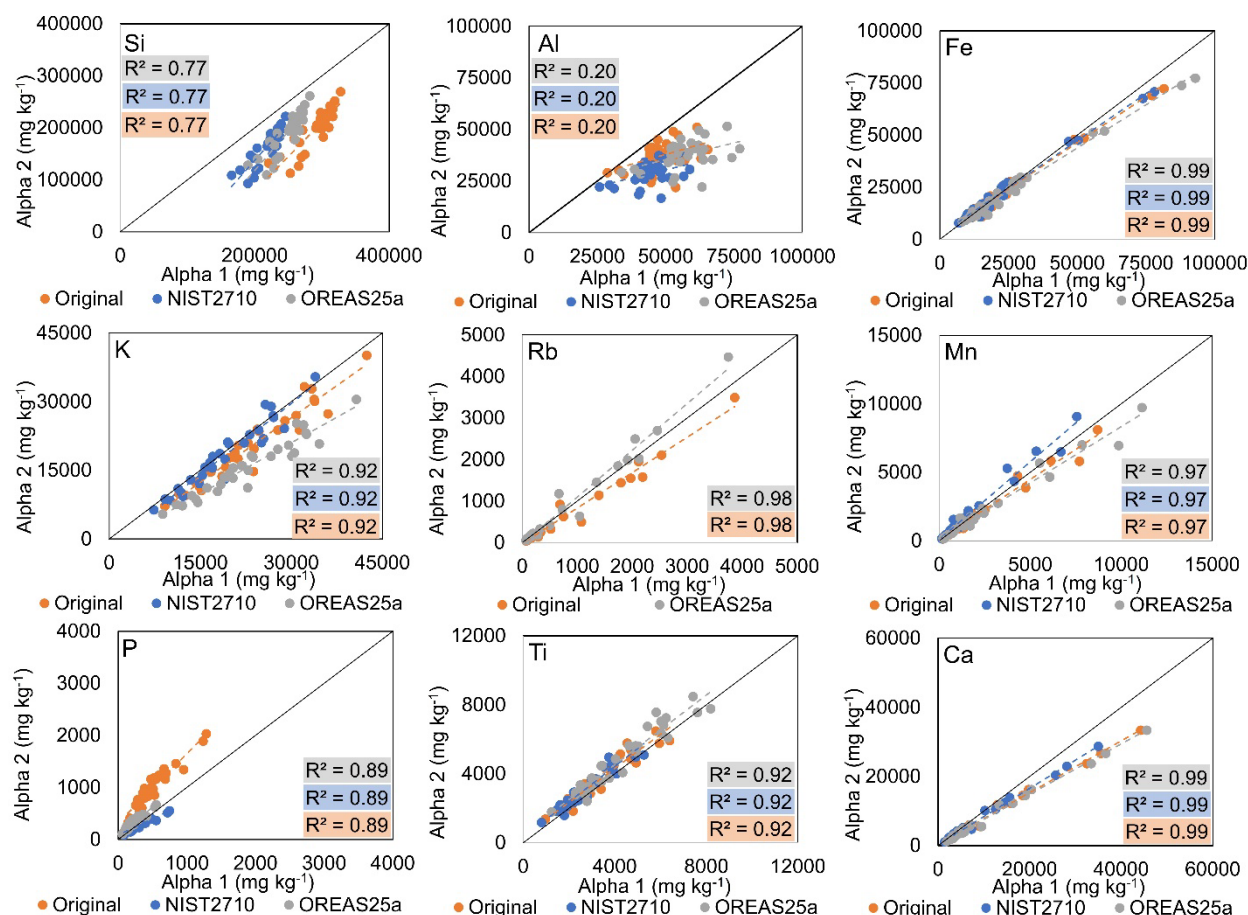 Si
Alpha 2 (mg kg⁻¹)
400000
300000
200000
100000
0
R² = 0.77
R² = 0.77
R² = 0.77
0 200000 400000
Alpha 1 (mg kg⁻¹)
Original NIST2710 OREAS25a
Al
Alpha 2 (mg kg⁻¹)
100000
80000
60000
40000
20000
0
R² = 0.20
R² = 0.20
R² = 0.20
0 25000 50000 75000 100000
Alpha 1 (mg kg⁻¹)
Original NIST2710 OREAS25a
Fe
Alpha 2 (mg kg⁻¹)
100000
75000
50000
25000
0
R² = 0.99
R² = 0.99
R² = 0.99
0 25000 50000 75000 100000
Alpha 1 (mg kg⁻¹)
Original NIST2710 OREAS25a
K
Alpha 2 (mg kg⁻¹)
45000
30000
15000
0
R² = 0.92
R² = 0.92
R² = 0.92
0 15000 30000 45000
Alpha 1 (mg kg⁻¹)
Original NIST2710 OREAS25a
Rb
Alpha 2 (mg kg⁻¹)
5000
4000
3000
2000
1000
0
R² = 0.98
R² = 0.98
0 1000 2000 3000 4000 5000
Alpha 1 (mg kg⁻¹)
Original OREAS25a
Mn
Alpha 2 (mg kg⁻¹)
15000
10000
5000
0
R² = 0.97
R² = 0.97
R² = 0.97
0 5000 10000 15000
Alpha 1 (mg kg⁻¹)
Original NIST2710 OREAS25a
P
Alpha 2 (mg kg⁻¹)
4000
3000
2000
1000
0
R² = 0.89
R² = 0.89
R² = 0.89
0 1000 2000 3000 4000
Alpha 1 (mg kg⁻¹)
Original NIST2710 OREAS25a
Ti
Alpha 2 (mg kg⁻¹)
12000
8000
4000
0
R² = 0.92
R² = 0.92
R² = 0.92
0 4000 8000 12000
Alpha 1 (mg kg⁻¹)
Original NIST2710 OREAS25a
Ca
Alpha 2 (mg kg⁻¹)
60000
40000
20000
0
R² = 0.99
R² = 0.99
R² = 0.99
0 20000 40000 60000
Alpha 1 (mg kg⁻¹)
Original NIST2710 OREAS25a